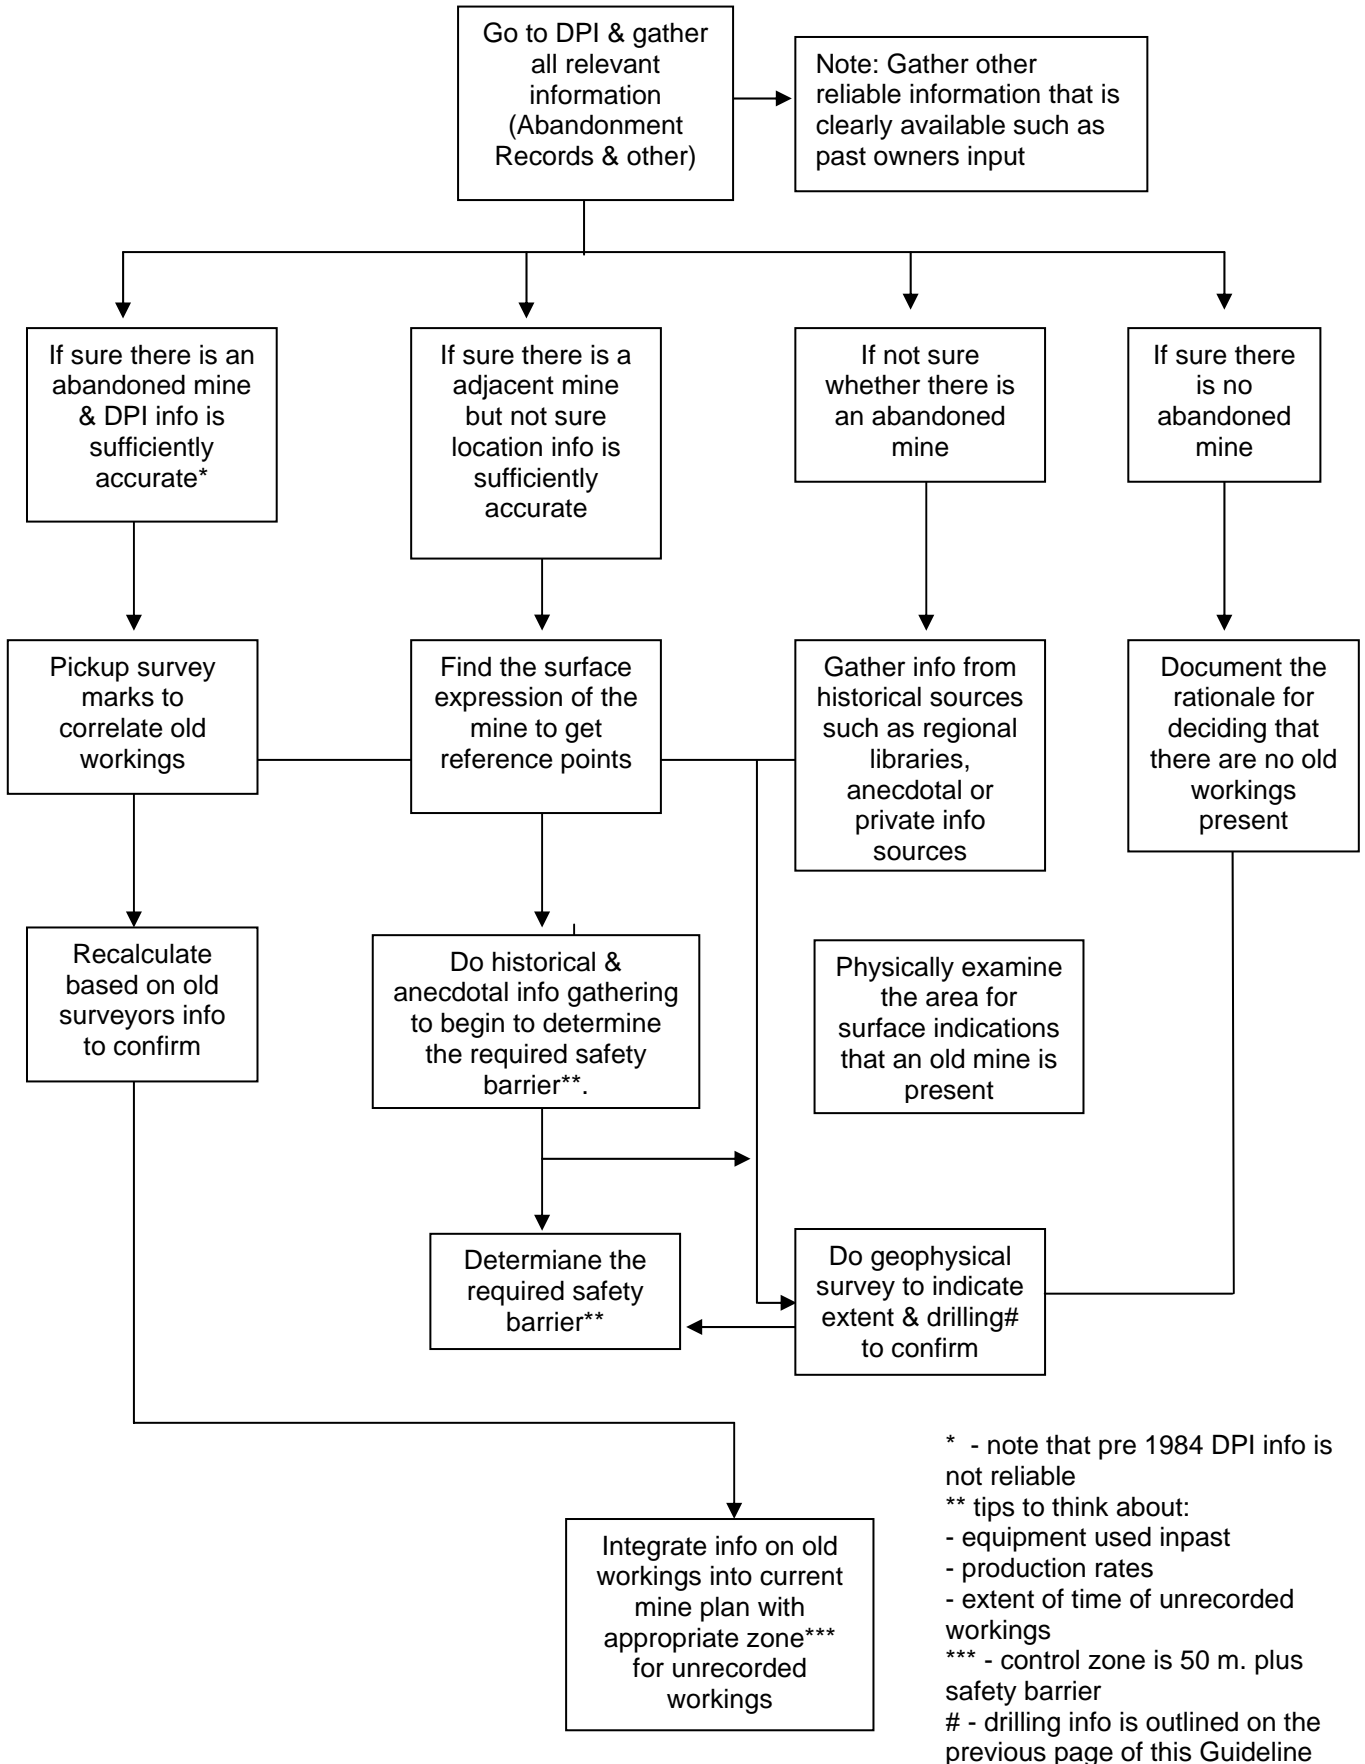 Go to DPI & gather
all relevant
information
(Abandonment
Records & other)
Note: Gather other
reliable information that is
clearly available such as
past owners input
If sure there is an
abandoned mine
& DPI info is
sufficiently
accurate*
If sure there is a
adjacent mine
but not sure
location info is
sufficiently
accurate
If not sure
whether there is
an abandoned
mine
If sure there
is no
abandoned
mine
Pickup survey
marks to
correlate old
workings
Find the surface
expression of the
mine to get
reference points
Gather info from
historical sources
such as regional
libraries,
anecdotal or
private info
sources
Document the
rationale for
deciding that
there are no old
workings
present
Recalculate
based on old
surveyors info
to confirm
Do historical &
anecdotal info gathering
to begin to determine
the required safety
barrier**.
Physically examine
the area for
surface indications
that an old mine is
present
Determiane the
required safety
barrier**
Do geophysical
survey to indicate
extent & drilling#
to confirm
Integrate info on old
workings into current
mine plan with
appropriate zone***
for unrecorded
workings
* - note that pre 1984 DPI info is
not reliable
** tips to think about:
- equipment used inpast
- production rates
- extent of time of unrecorded
workings
*** - control zone is 50 m. plus
safety barrier
# - drilling info is outlined on the
previous page of this Guideline